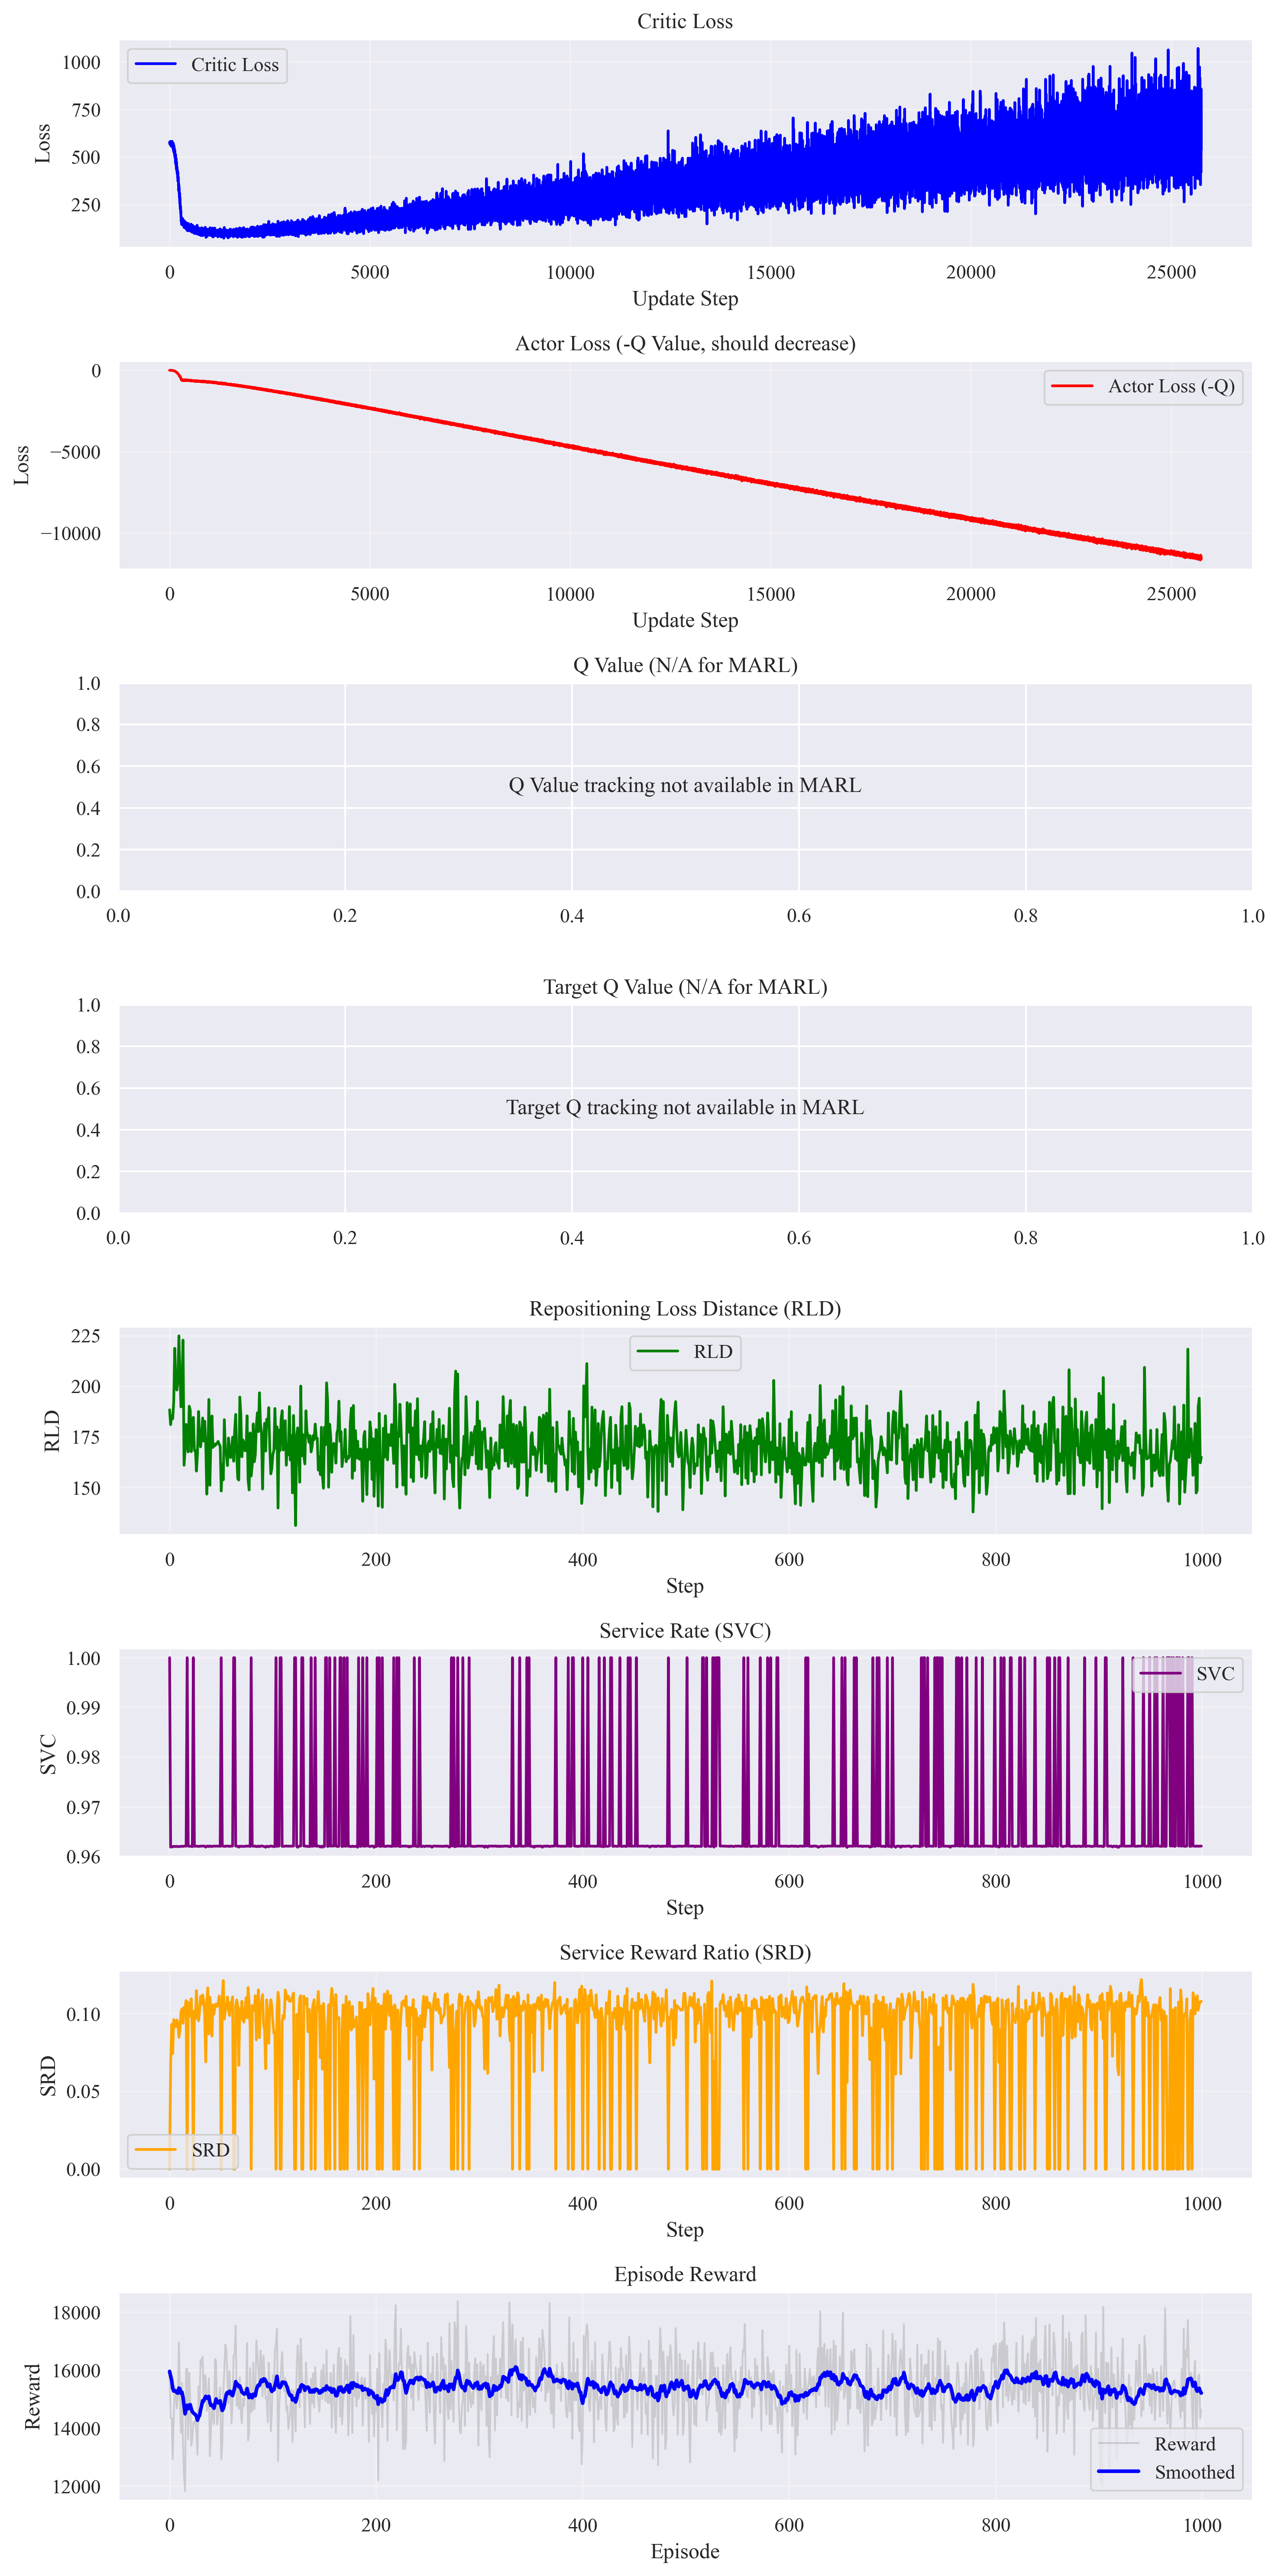 Critic Loss
Critic Loss
1000
750
500
250
Loss
0 5000 10000 15000 20000 25000
Update Step
Actor Loss (-Q Value, should decrease)
Actor Loss (-Q)
0
−5000
−10000
Loss
0 5000 10000 15000 20000 25000
Update Step
Q Value (N/A for MARL)
1.0
0.8
0.6
Q Value tracking not available in MARL
0.4
0.2
0.0
0.0 0.2 0.4 0.6 0.8 1.0
Target Q Value (N/A for MARL)
1.0
0.8
0.6
Target Q tracking not available in MARL
0.4
0.2
0.0
0.0 0.2 0.4 0.6 0.8 1.0
Repositioning Loss Distance (RLD)
RLD
225
200
175
150
RLD
0 200 400 600 800 1000
Step
Service Rate (SVC)
SVC
1.00
0.99
0.98
0.97
0.96
SVC
0 200 400 600 800 1000
Step
Service Reward Ratio (SRD)
0.10
0.05
0.00
SRD
SRD
0 200 400 600 800 1000
Step
Episode Reward
18000
16000
14000
12000
Reward
Reward
Smoothed
0 200 400 600 800 1000
Episode